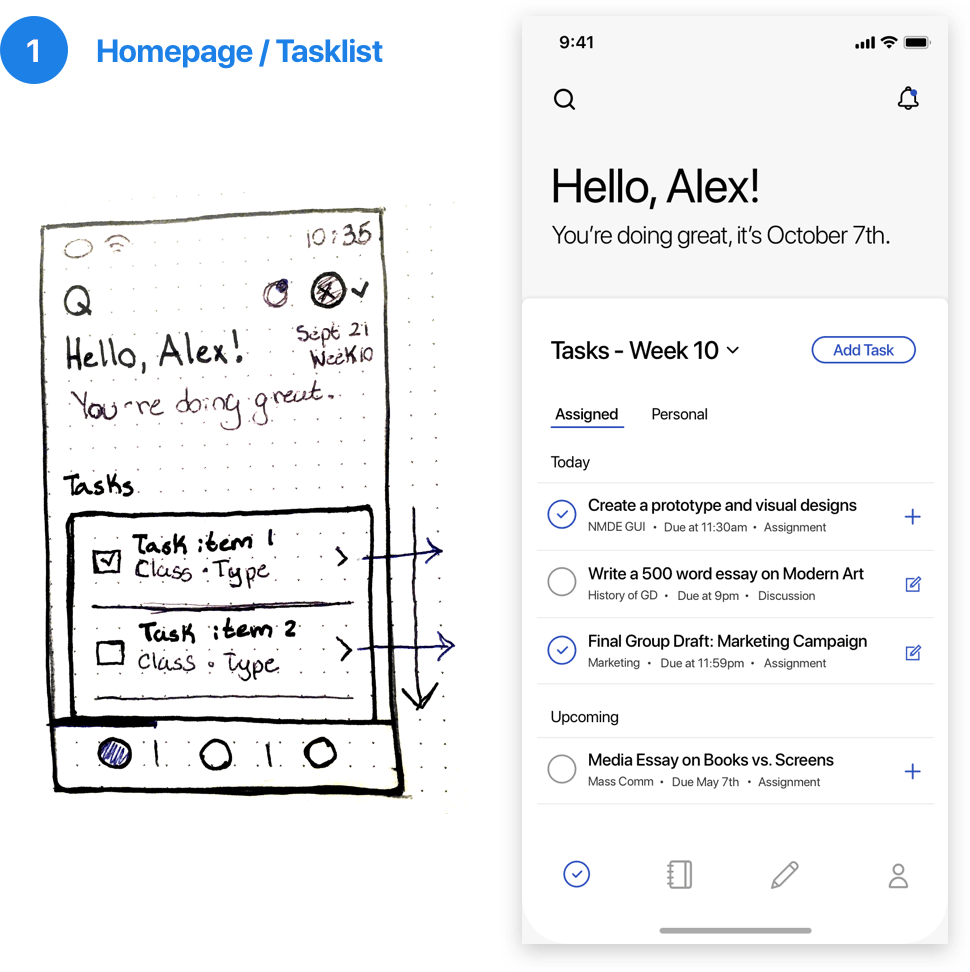 1 Homepage / Tasklist
10:35
Sept 21
Week 10
Hello, Alex!
You're doing great.
Tasks
Task item 1
Class · Type
Task item 2
Class · Type
9:41
Hello, Alex!
You’re doing great, it’s October 7th.
Tasks - Week 10
Add Task
Assigned Personal
Today
Create a prototype and visual designs
NMDE GUI • Due at 11:30am • Assignment
Write a 500 word essay on Modern Art
History of GD • Due at 9pm • Discussion
Final Group Draft: Marketing Campaign
Marketing • Due at 11:59pm • Assignment
Upcoming
Media Essay on Books vs. Screens
Mass Comm • Due May 7th • Assignment